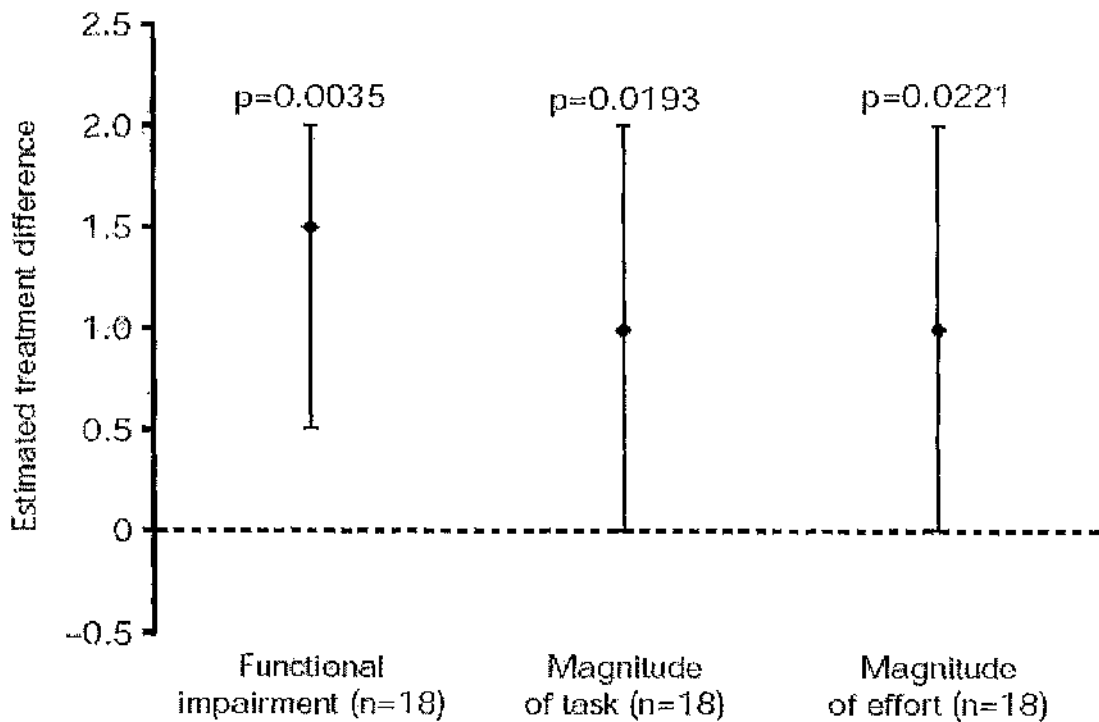 2.5
p=0.0035 p=0.0193 p=0.0221
2.0
1.5
1.0
0.5
0
-0.5
Estimated treatment difference
Functional
impairment (n=18)
Magnitude
of task (n=18)
Magnitude
of effort (n=18)